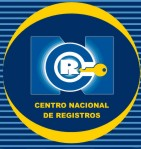 R
CENTRO NACIONAL
DE REGISTROS